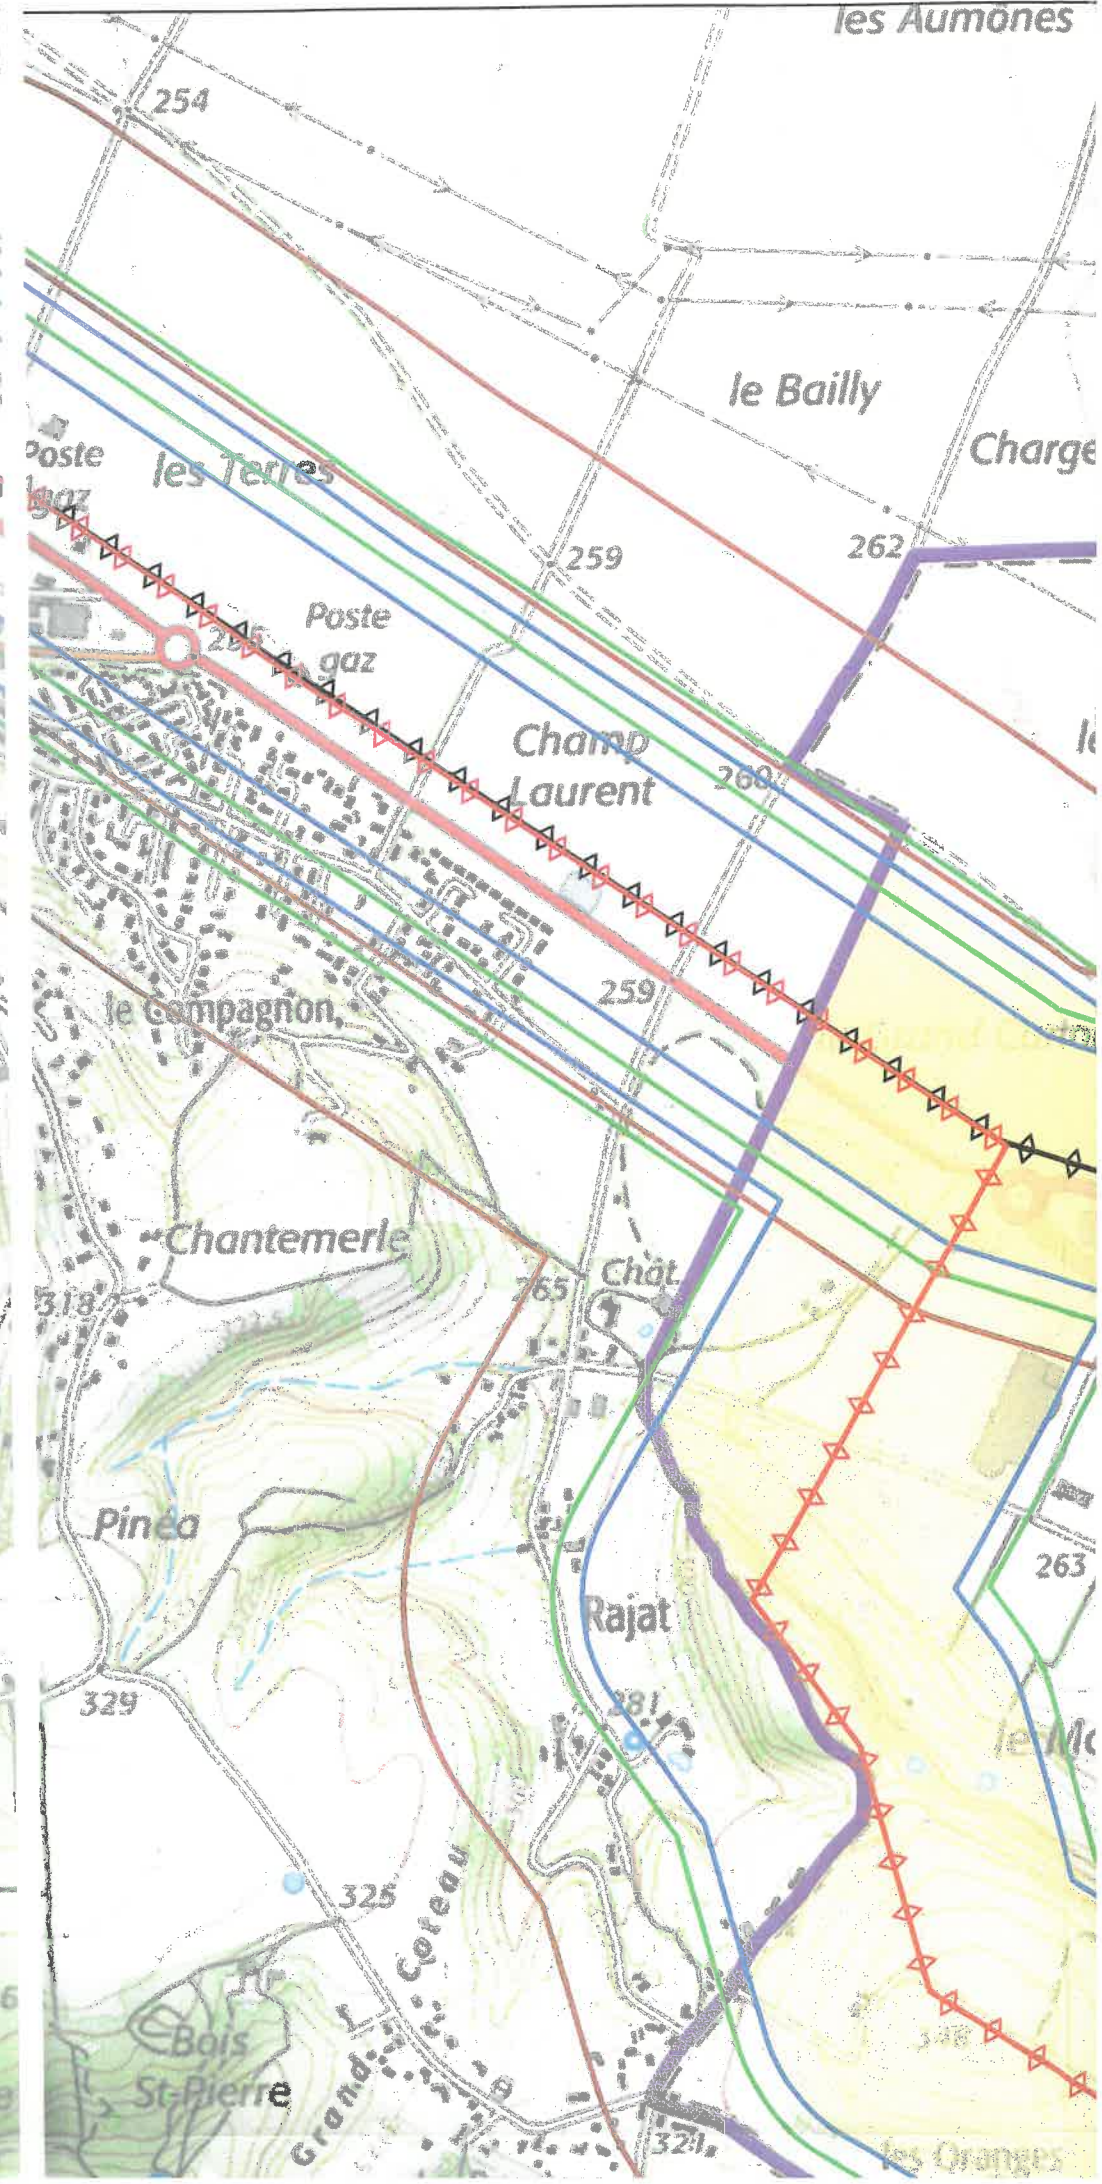 les Aumônes
254
le Bailly
Charge
Poste
gaz
les Terres
259
262
Poste
gaz
Champ
Laurent
260
259
le Compagnon
Chantemerle
265
Chât.
318
Pinéa
Rajat
263
329
281
325
Grand Coteau
Bois
St-Pierre
321
les Oranges